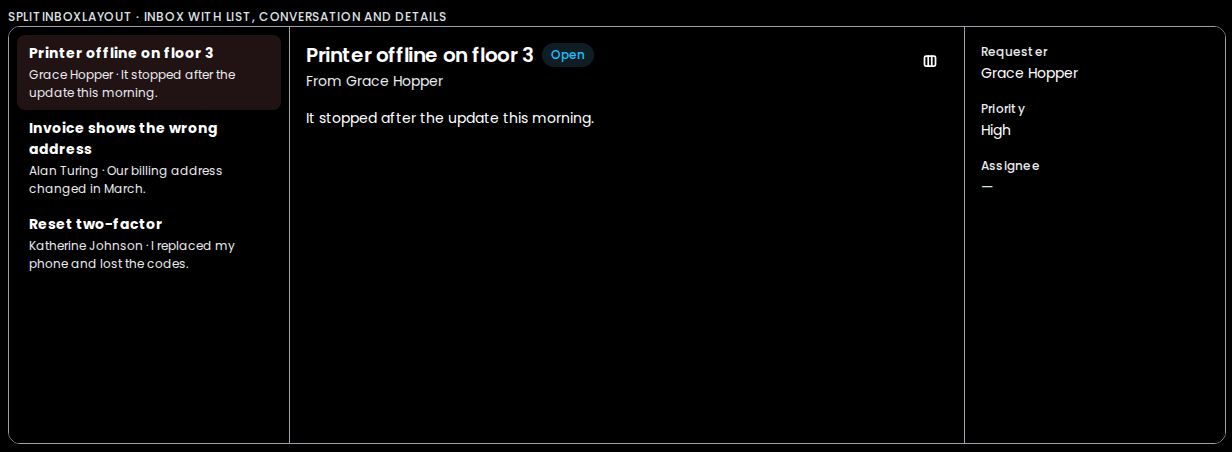 SPLITINBOXLAYOUT · INBOX WITH LIST, CONVERSATION AND DETAILS
Printer offline on floor 3
Grace Hopper · It stopped after the
update this morning.
Invoice shows the wrong
address
Alan Turing · Our billing address
changed in March.
Reset two-factor
Katherine Johnson · I replaced my
phone and lost the codes.
Printer offline on floor 3 Open
From Grace Hopper
It stopped after the update this morning.
Requester
Grace Hopper
Priority
High
Assignee
—